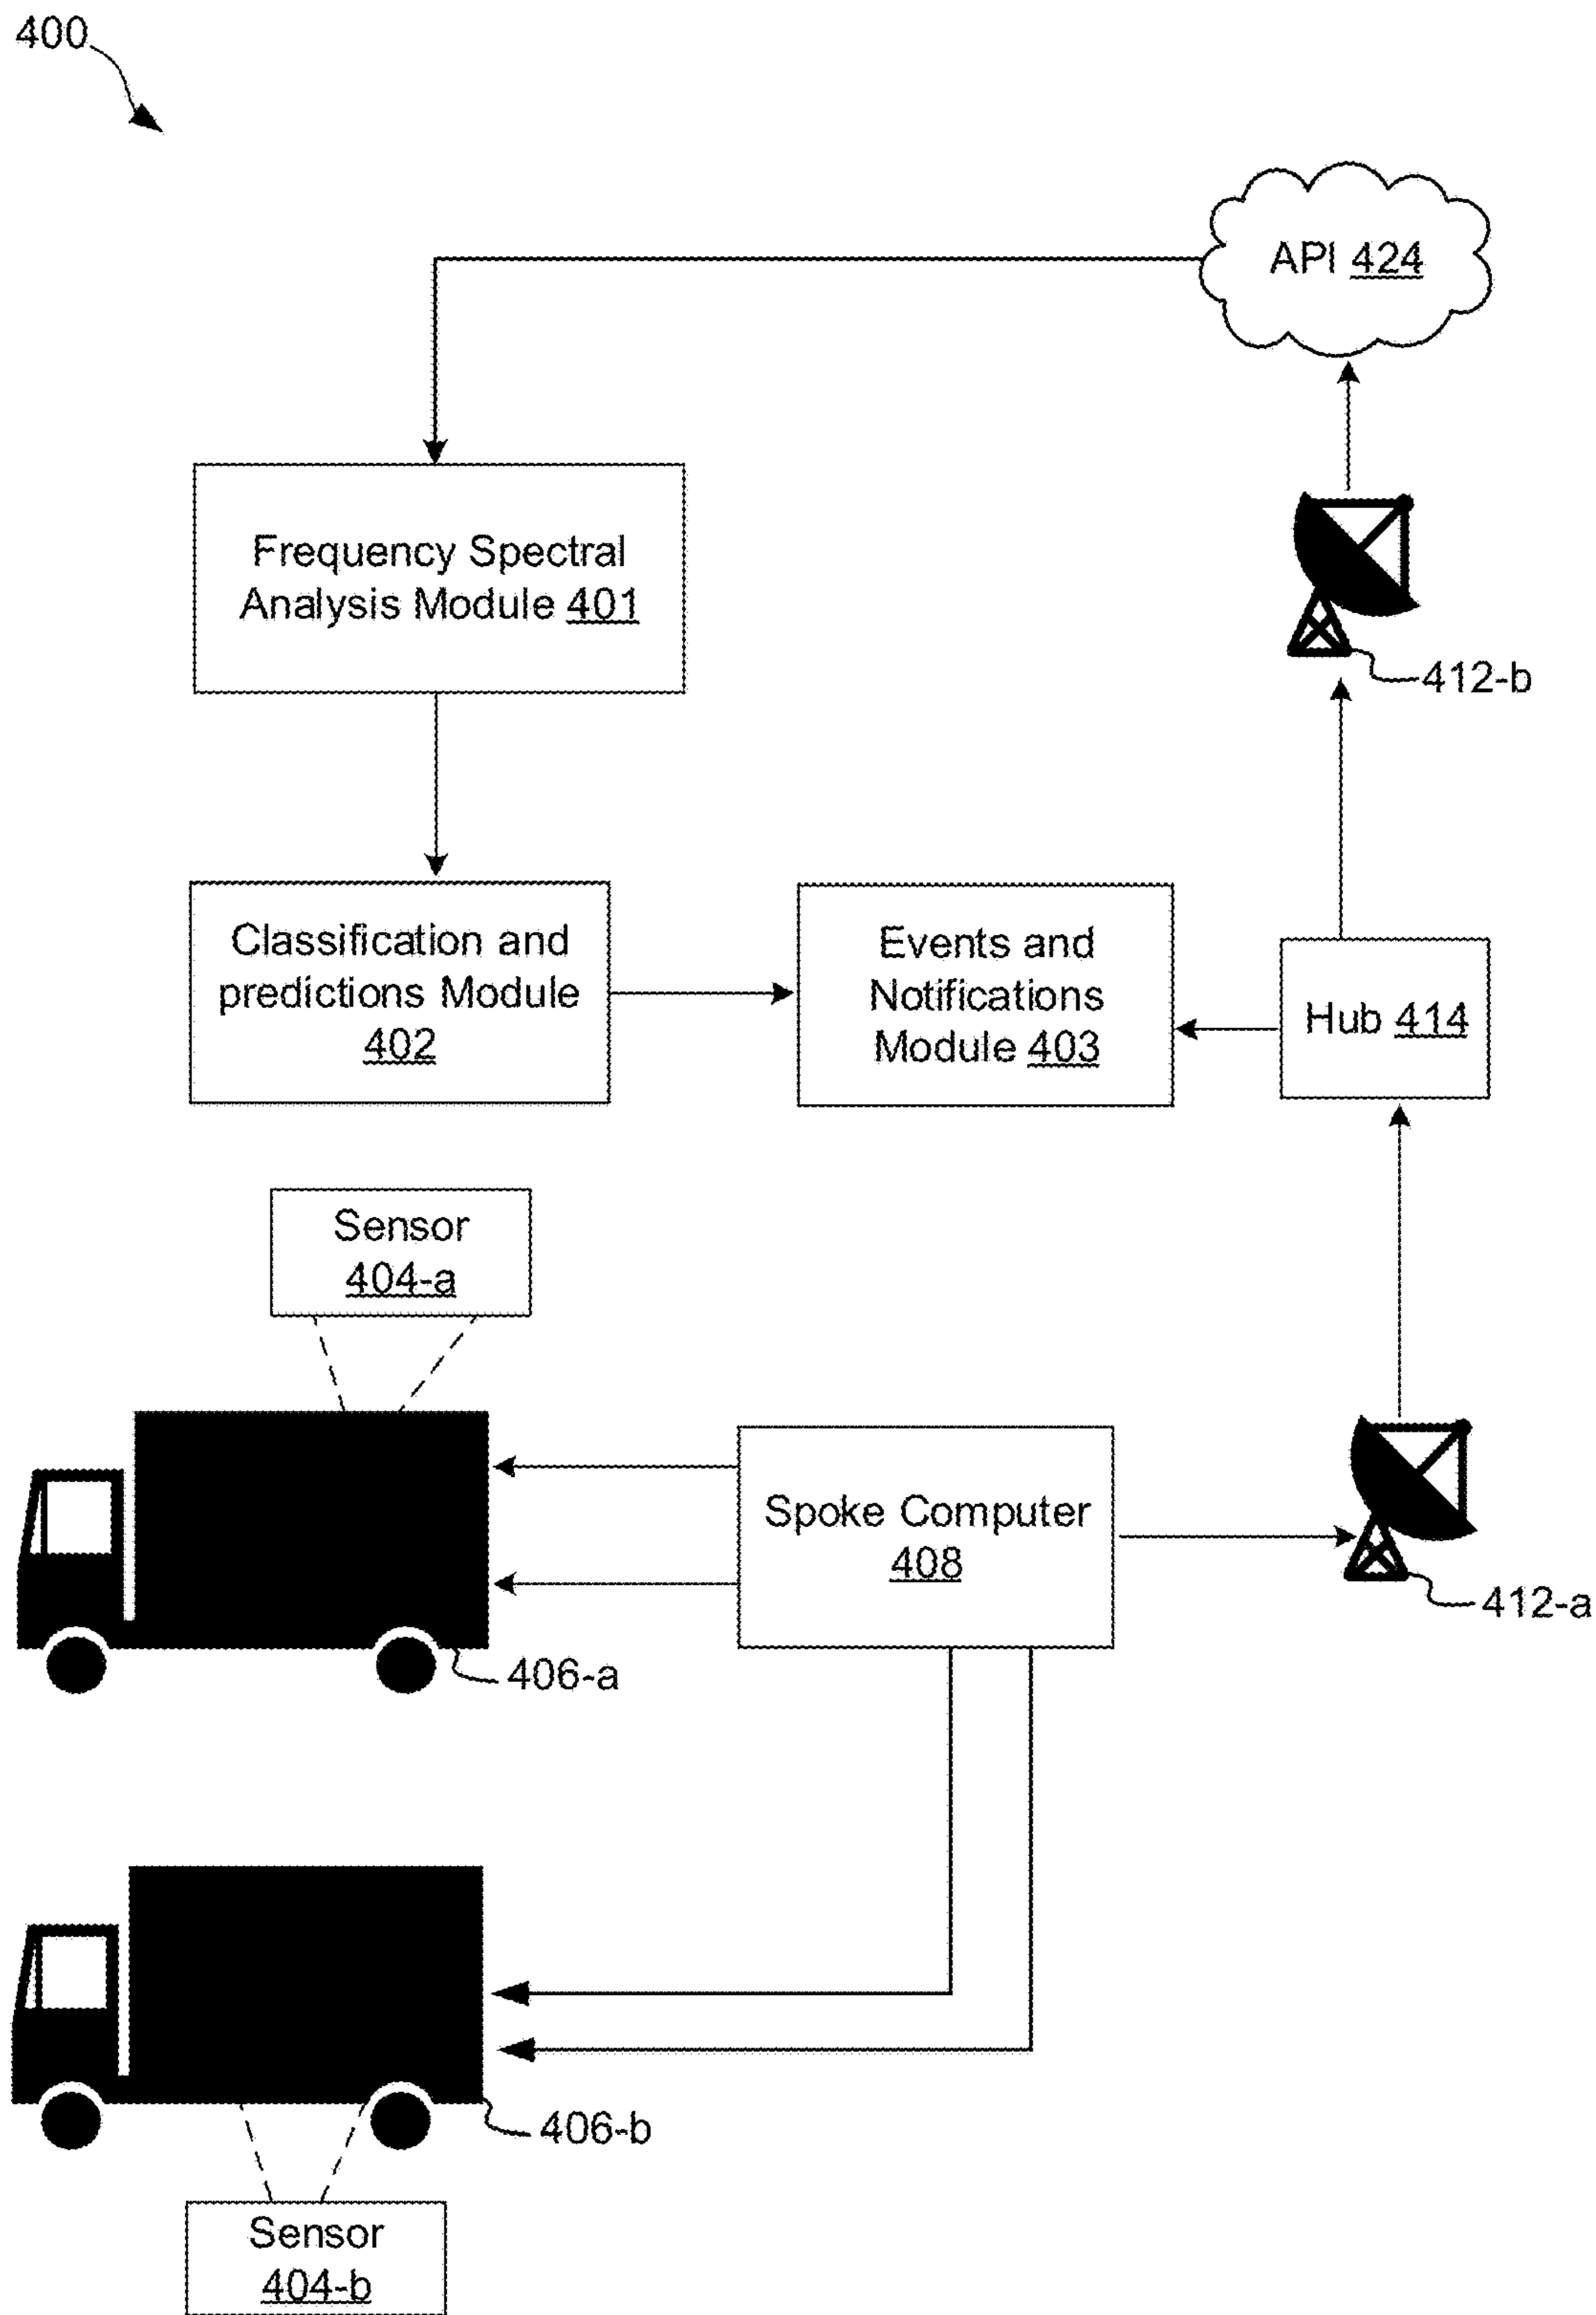 400
API 424
Frequency Spectral
Analysis Module 401
412-b
Classification and
predictions Module
402
Events and
Notifications
Module 403
Hub 414
Sensor
404-a
Spoke Computer
408
412-a
406-a
406-b
Sensor
404-b